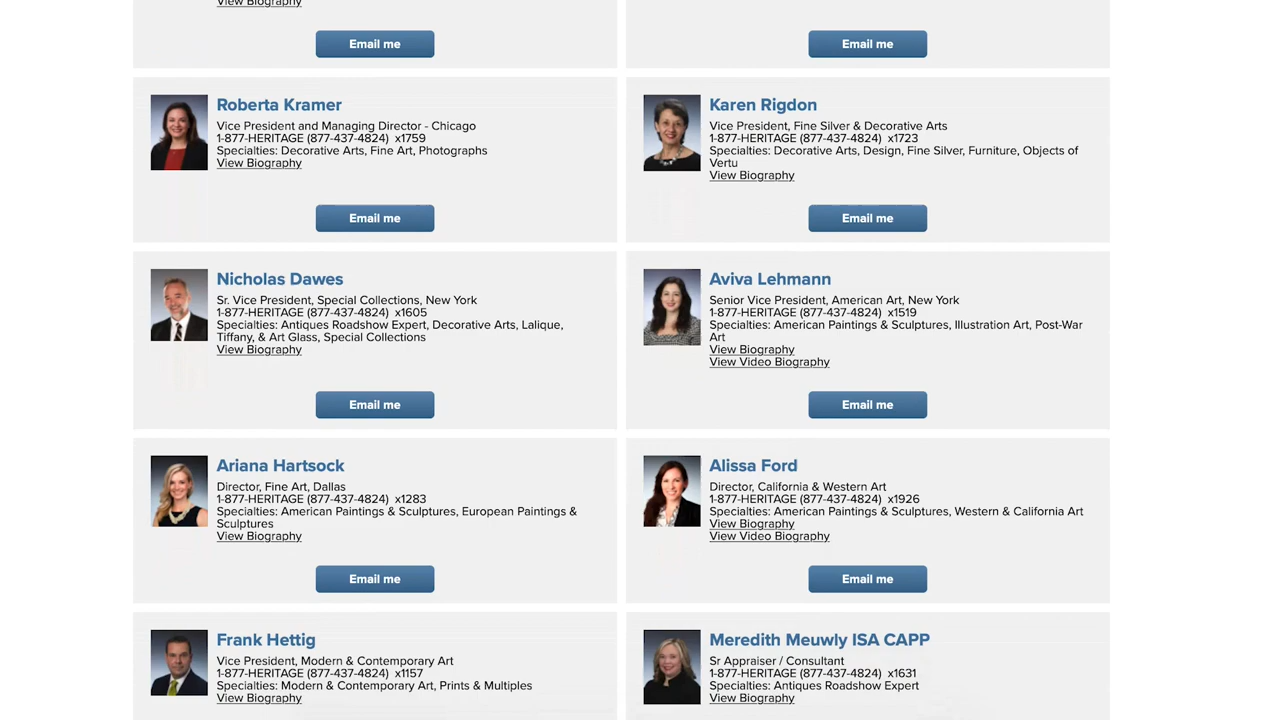 View Biography
Email me
Email me
Roberta Kramer
Vice President and Managing Director - Chicago
1-877-HERITAGE (877-437-4824) x1759
Specialties: Decorative Arts, Fine Art, Photographs
View Biography
Email me
Karen Rigdon
Vice President, Fine Silver & Decorative Arts
1-877-HERITAGE (877-437-4824) x1723
Specialties: Decorative Arts, Design, Fine Silver, Furniture, Objects of
Vertu
View Biography
Email me
Nicholas Dawes
Sr. Vice President, Special Collections, New York
1-877-HERITAGE (877-437-4824) x1605
Specialties: Antiques Roadshow Expert, Decorative Arts, Lalique,
Tiffany, & Art Glass, Special Collections
View Biography
Email me
Aviva Lehmann
Senior Vice President, American Art, New York
1-877-HERITAGE (877-437-4824) x1519
Specialties: American Paintings & Sculptures, Illustration Art, Post-War
Art
View Biography
View Video Biography
Email me
Ariana Hartsock
Director, Fine Art, Dallas
1-877-HERITAGE (877-437-4824) x1283
Specialties: American Paintings & Sculptures, European Paintings &
Sculptures
View Biography
Email me
Alissa Ford
Director, California & Western Art
1-877-HERITAGE (877-437-4824) x1926
Specialties: American Paintings & Sculptures, Western & California Art
View Biography
View Video Biography
Email me
Frank Hettig
Vice President, Modern & Contemporary Art
1-877-HERITAGE (877-437-4824) x1157
Specialties: Modern & Contemporary Art, Prints & Multiples
View Biography
Meredith Meuwly ISA CAPP
Sr Appraiser / Consultant
1-877-HERITAGE (877-437-4824) x1631
Specialties: Antiques Roadshow Expert
View Biography